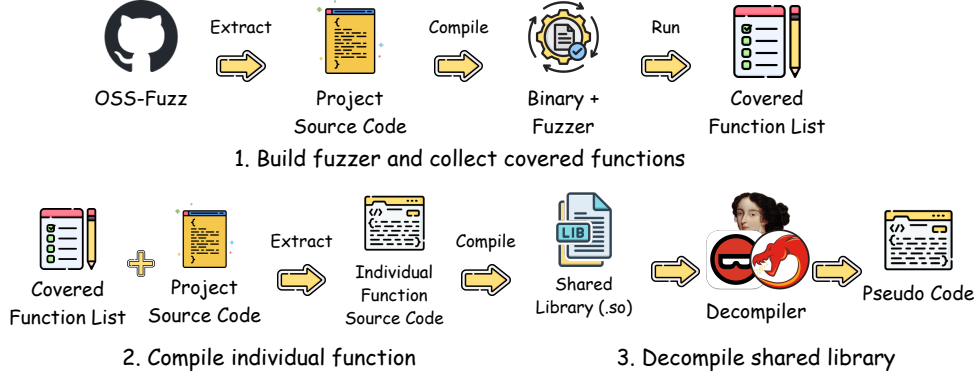 Extract
Compile
Run
OSS-Fuzz
Project
Source Code
Binary +
Fuzzer
Covered
Function List
1. Build fuzzer and collect covered functions
Covered
Function List
Project
Source Code
Extract
</>
Individual
Function
Source Code
Compile
LIB
Shared
Library (.so)
Decompiler
</>
Pseudo Code
2. Compile individual function
3. Decompile shared library